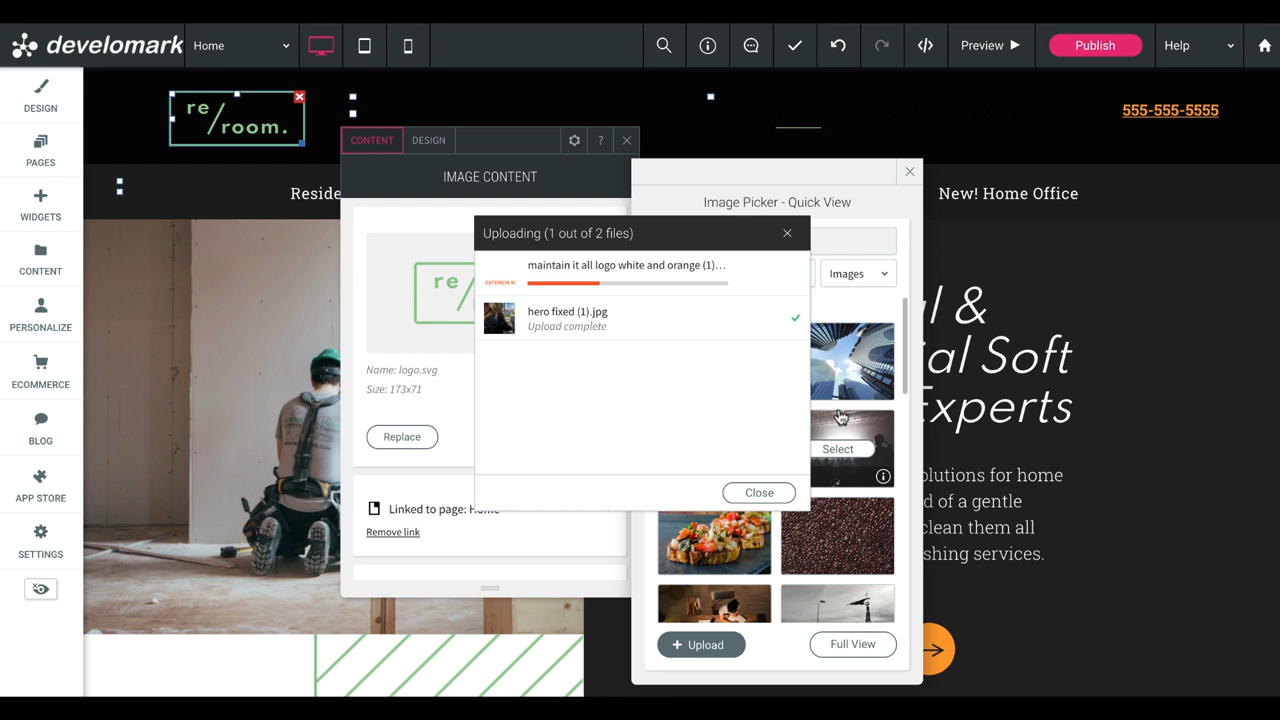 develomark
Home
Preview
Publish
Help
DESIGN
PAGES
WIDGETS
CONTENT
PERSONALIZE
ECOMMERCE
BLOG
APP STORE
SETTINGS
re
room.
555-555-5555
Reside
New! Home Office
CONTENT
DESIGN
?
IMAGE CONTENT
re
Name: logo.svg
Size: 173x71
Replace
Linked to page: Home
Remove link
Image Picker - Quick View
Images
Select
Upload
Full View
Uploading (1 out of 2 files)
maintain it all logo white and orange (1)...
hero fixed (1).jpg
Upload complete
Close
l &
ial Soft
Experts
olutions for home
d of a gentle
clean them all
shing services.